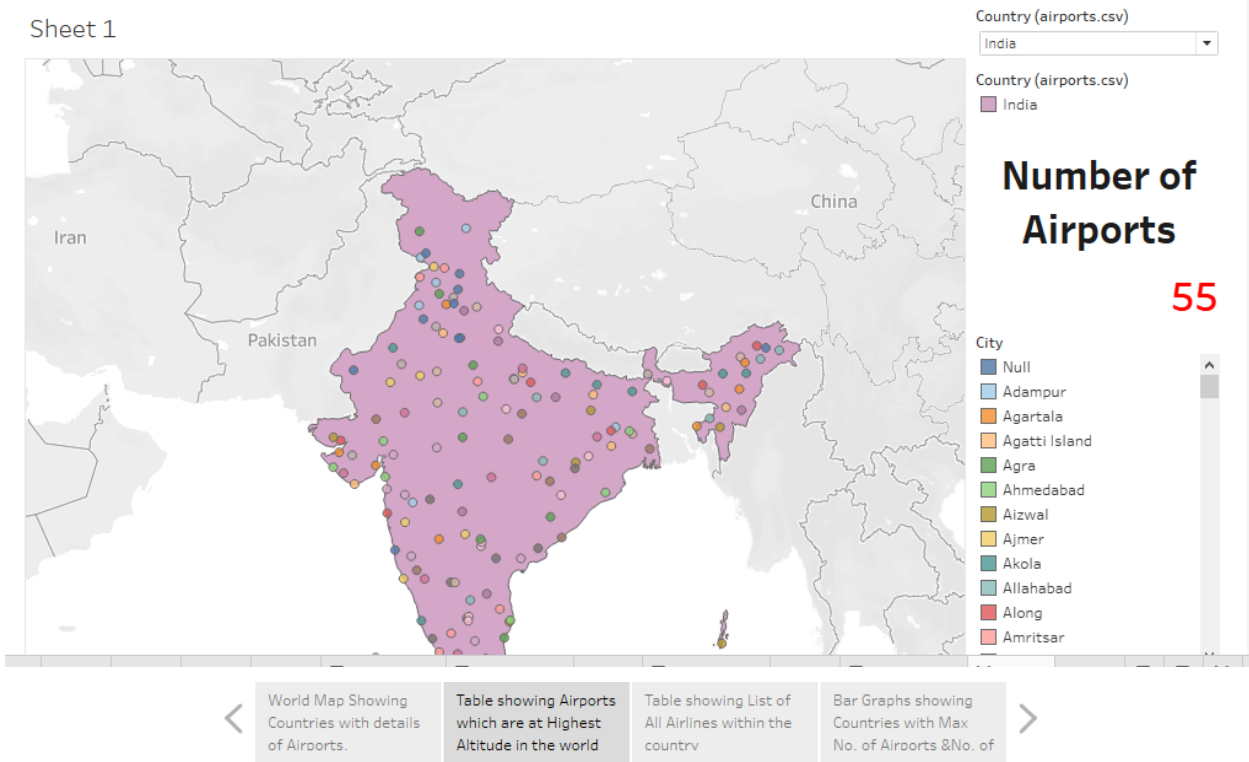 Sheet 1
Country (airports.csv)
India
Country (airports.csv)
India
Number of
Airports
55
China
Iran
Pakistan
City
Null
Adampur
Agartala
Agatti Island
Agra
Ahmedabad
Aizwal
Ajmer
Akola
Allahabad
Along
Amritsar
World Map Showing
Countries with details
of Airports.
Table showing Airports
which are at Highest
Altitude in the world
Table showing List of
All Airlines within the
country
Bar Graphs showing
Countries with Max
No. of Airports &No. of